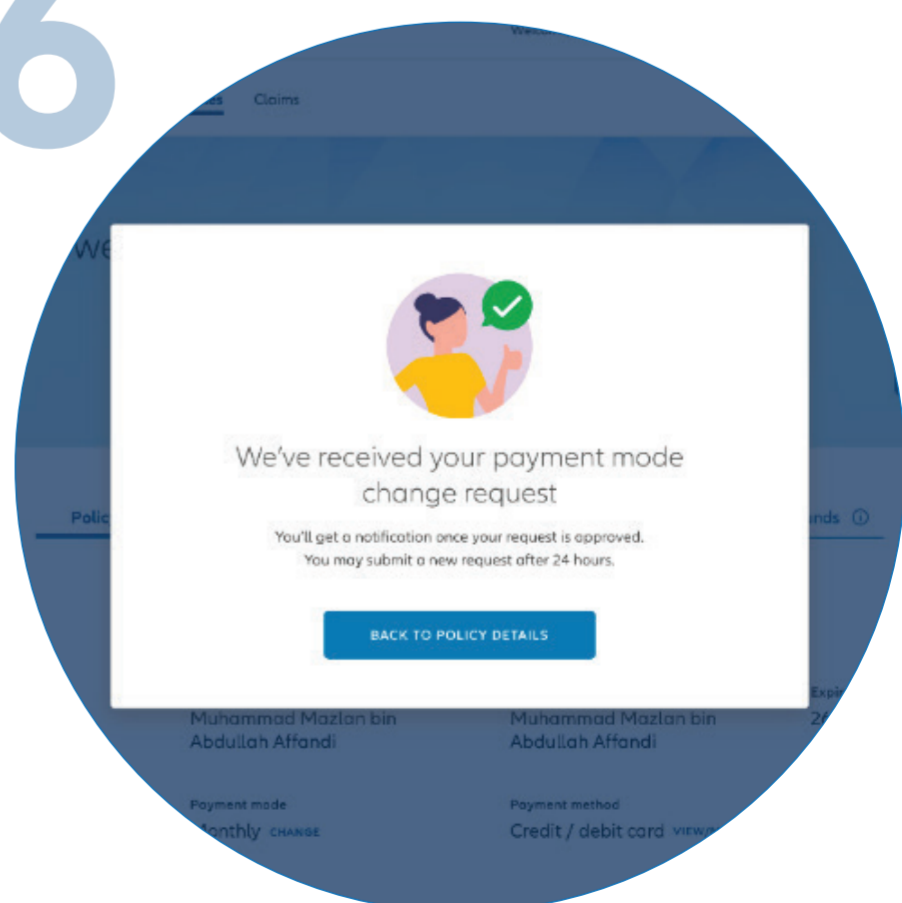 6
Claims
We've received your payment mode
change request
You'll get a notification once your request is approved.
You may submit a new request after 24 hours.
BACK TO POLICY DETAILS
Muhammad Mazlan bin
Abdullah Affandi
Muhammad Mazlan bin
Abdullah Affandi
Payment mode
Payment method
Monthly CHANGE
Credit / debit card VIEW